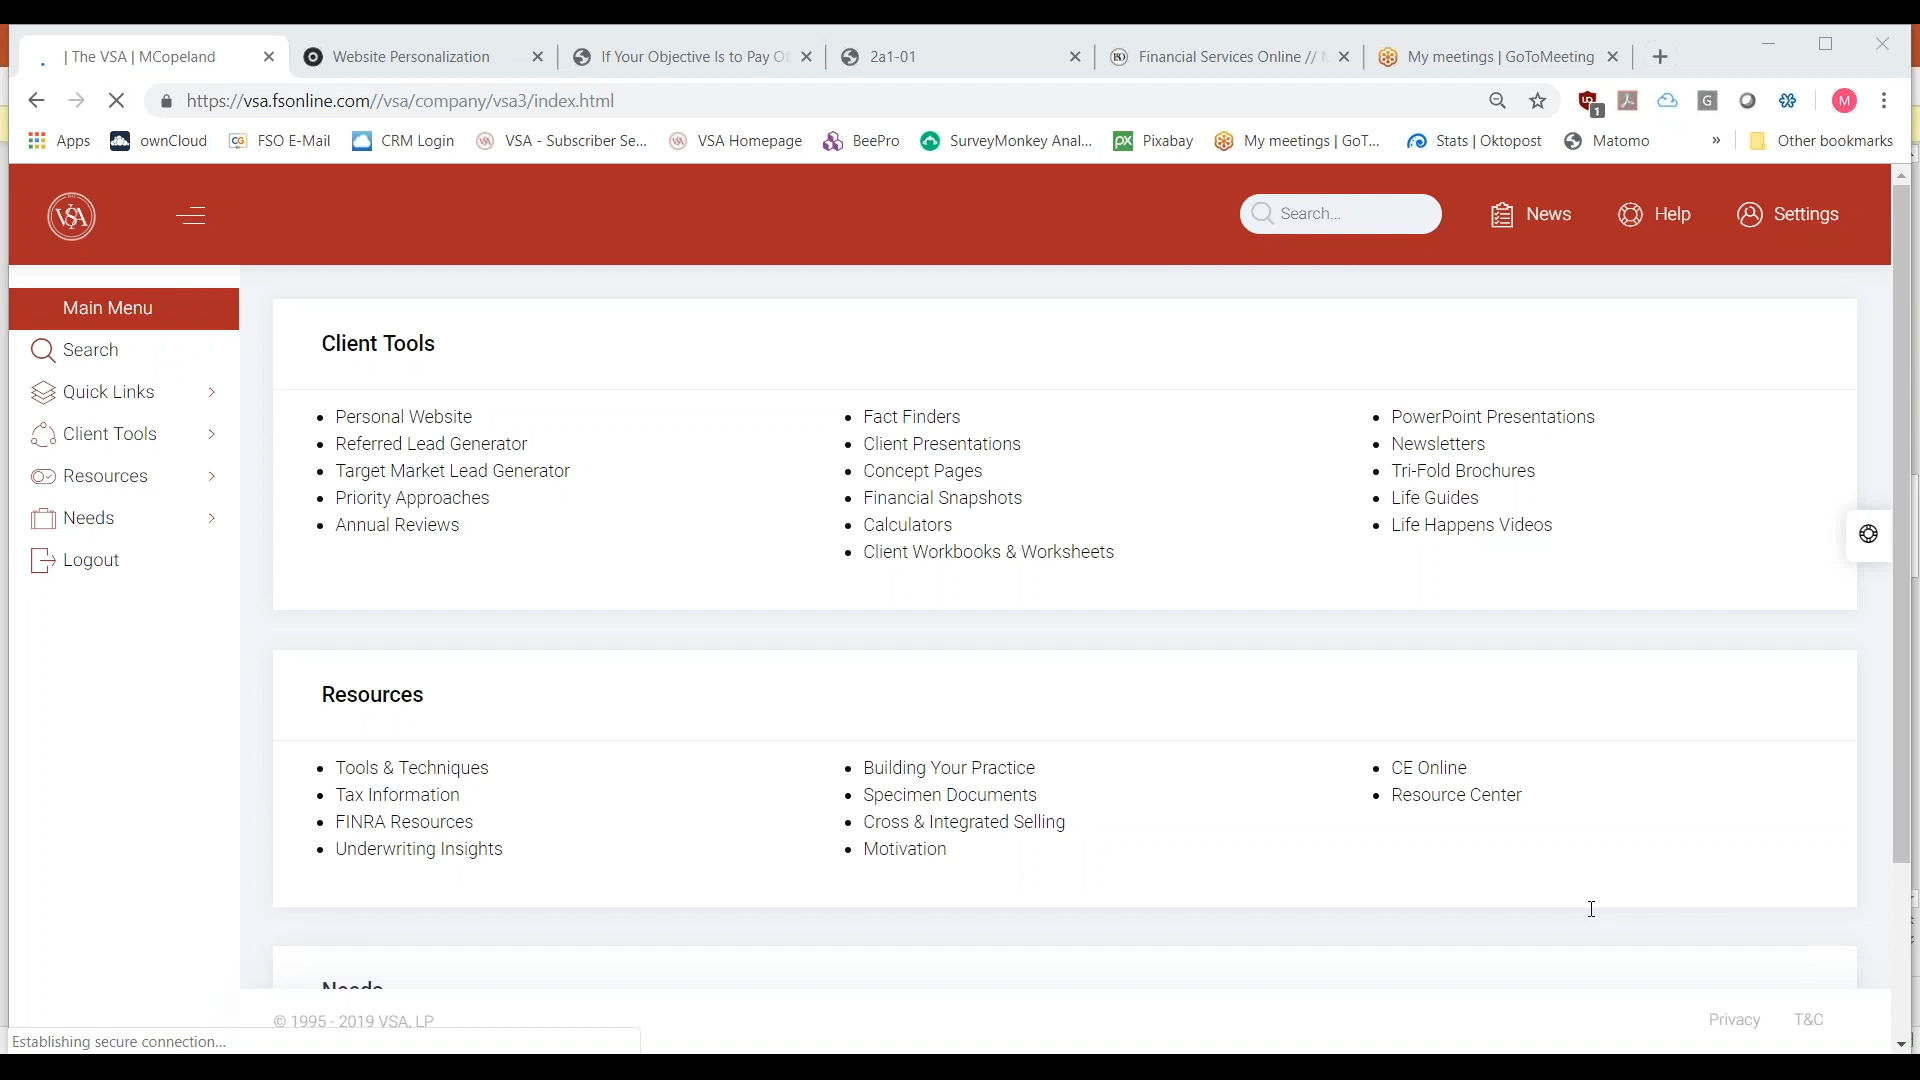 | The VSA | MCopeland
Website Personalization
If Your Objective Is to Pay O
2a1-01
Financial Services Online //
My meetings | GoToMeeting
https://vsa.fsonline.com//vsa/company/vsa3/index.html
1
G
M
Apps
ownCloud
CG
FSO E-Mail
CRM Login
VSA - Subscriber Se...
VSA Homepage
BeePro
SurveyMonkey Anal...
px
Pixabay
My meetings | GoT...
Stats | Oktopost
Matomo
»
Other bookmarks
VSA
Search...
News
Help
Settings
Main Menu
Search
Quick Links
Client Tools
Resources
Needs
Logout
Client Tools
• Personal Website
• Referred Lead Generator
• Target Market Lead Generator
• Priority Approaches
• Annual Reviews
• Fact Finders
• Client Presentations
• Concept Pages
• Financial Snapshots
• Calculators
• Client Workbooks & Worksheets
• PowerPoint Presentations
• Newsletters
• Tri-Fold Brochures
• Life Guides
• Life Happens Videos
Resources
• Tools & Techniques
• Tax Information
• FINRA Resources
• Underwriting Insights
• Building Your Practice
• Specimen Documents
• Cross & Integrated Selling
• Motivation
• CE Online
• Resource Center
Needs
© 1995 - 2019 VSA, LP
Privacy
T&C
Establishing secure connection...